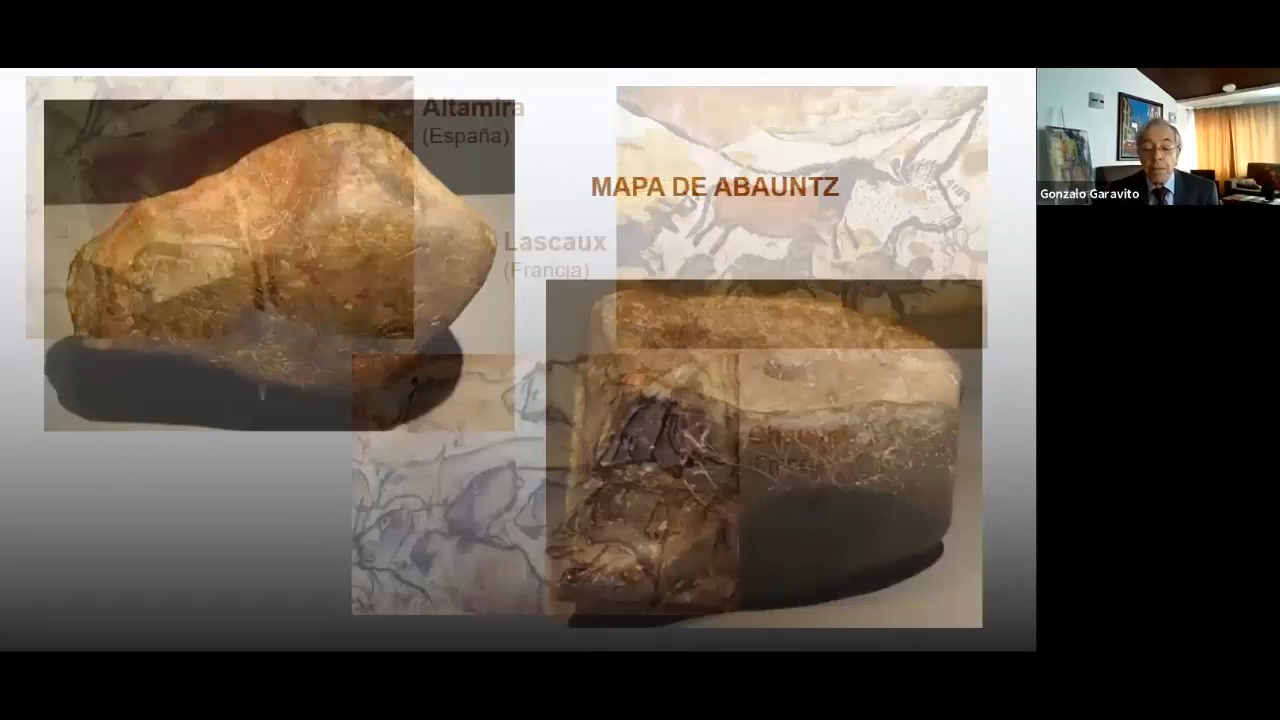 Altamira
(España)
MAPA DE ABAUNTZ
Lascaux
(Francia)
Gonzalo Garavito